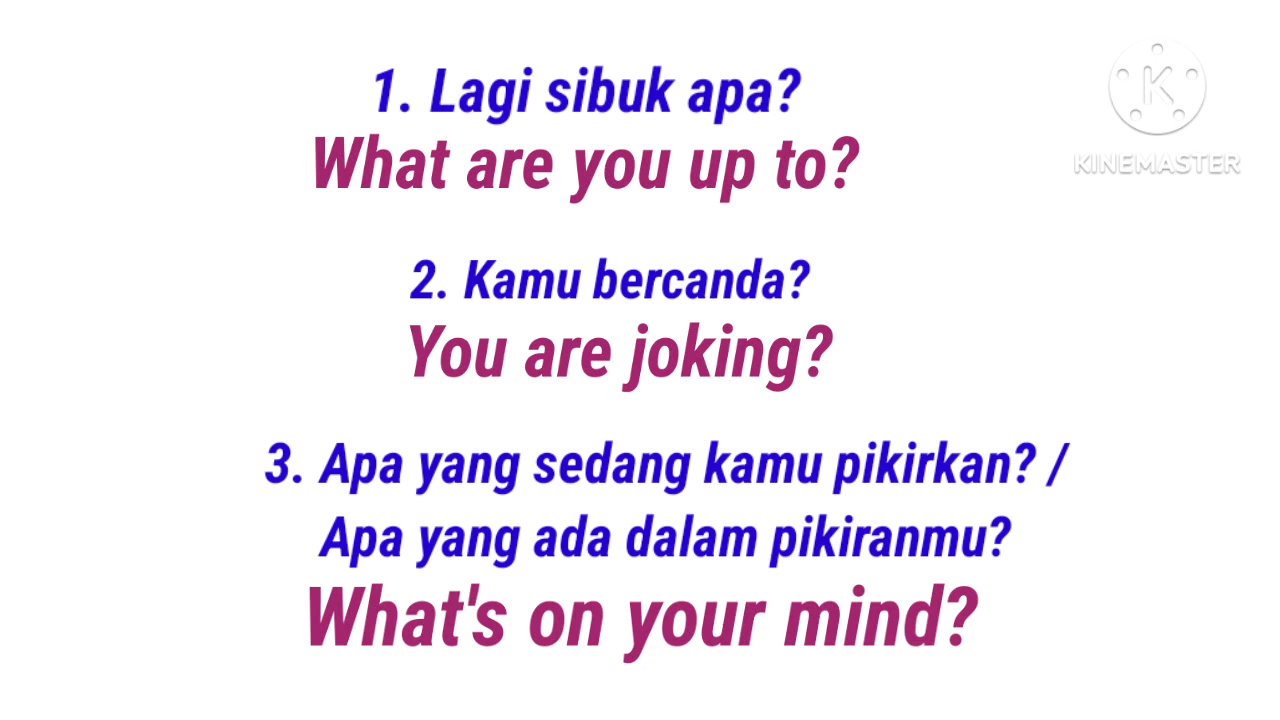 1. Lagi sibuk apa?
What are you up to?
KINEMASTER
2. Kamu bercanda?
You are joking?
3. Apa yang sedang kamu pikirkan? /
Apa yang ada dalam pikiranmu?
What's on your mind?